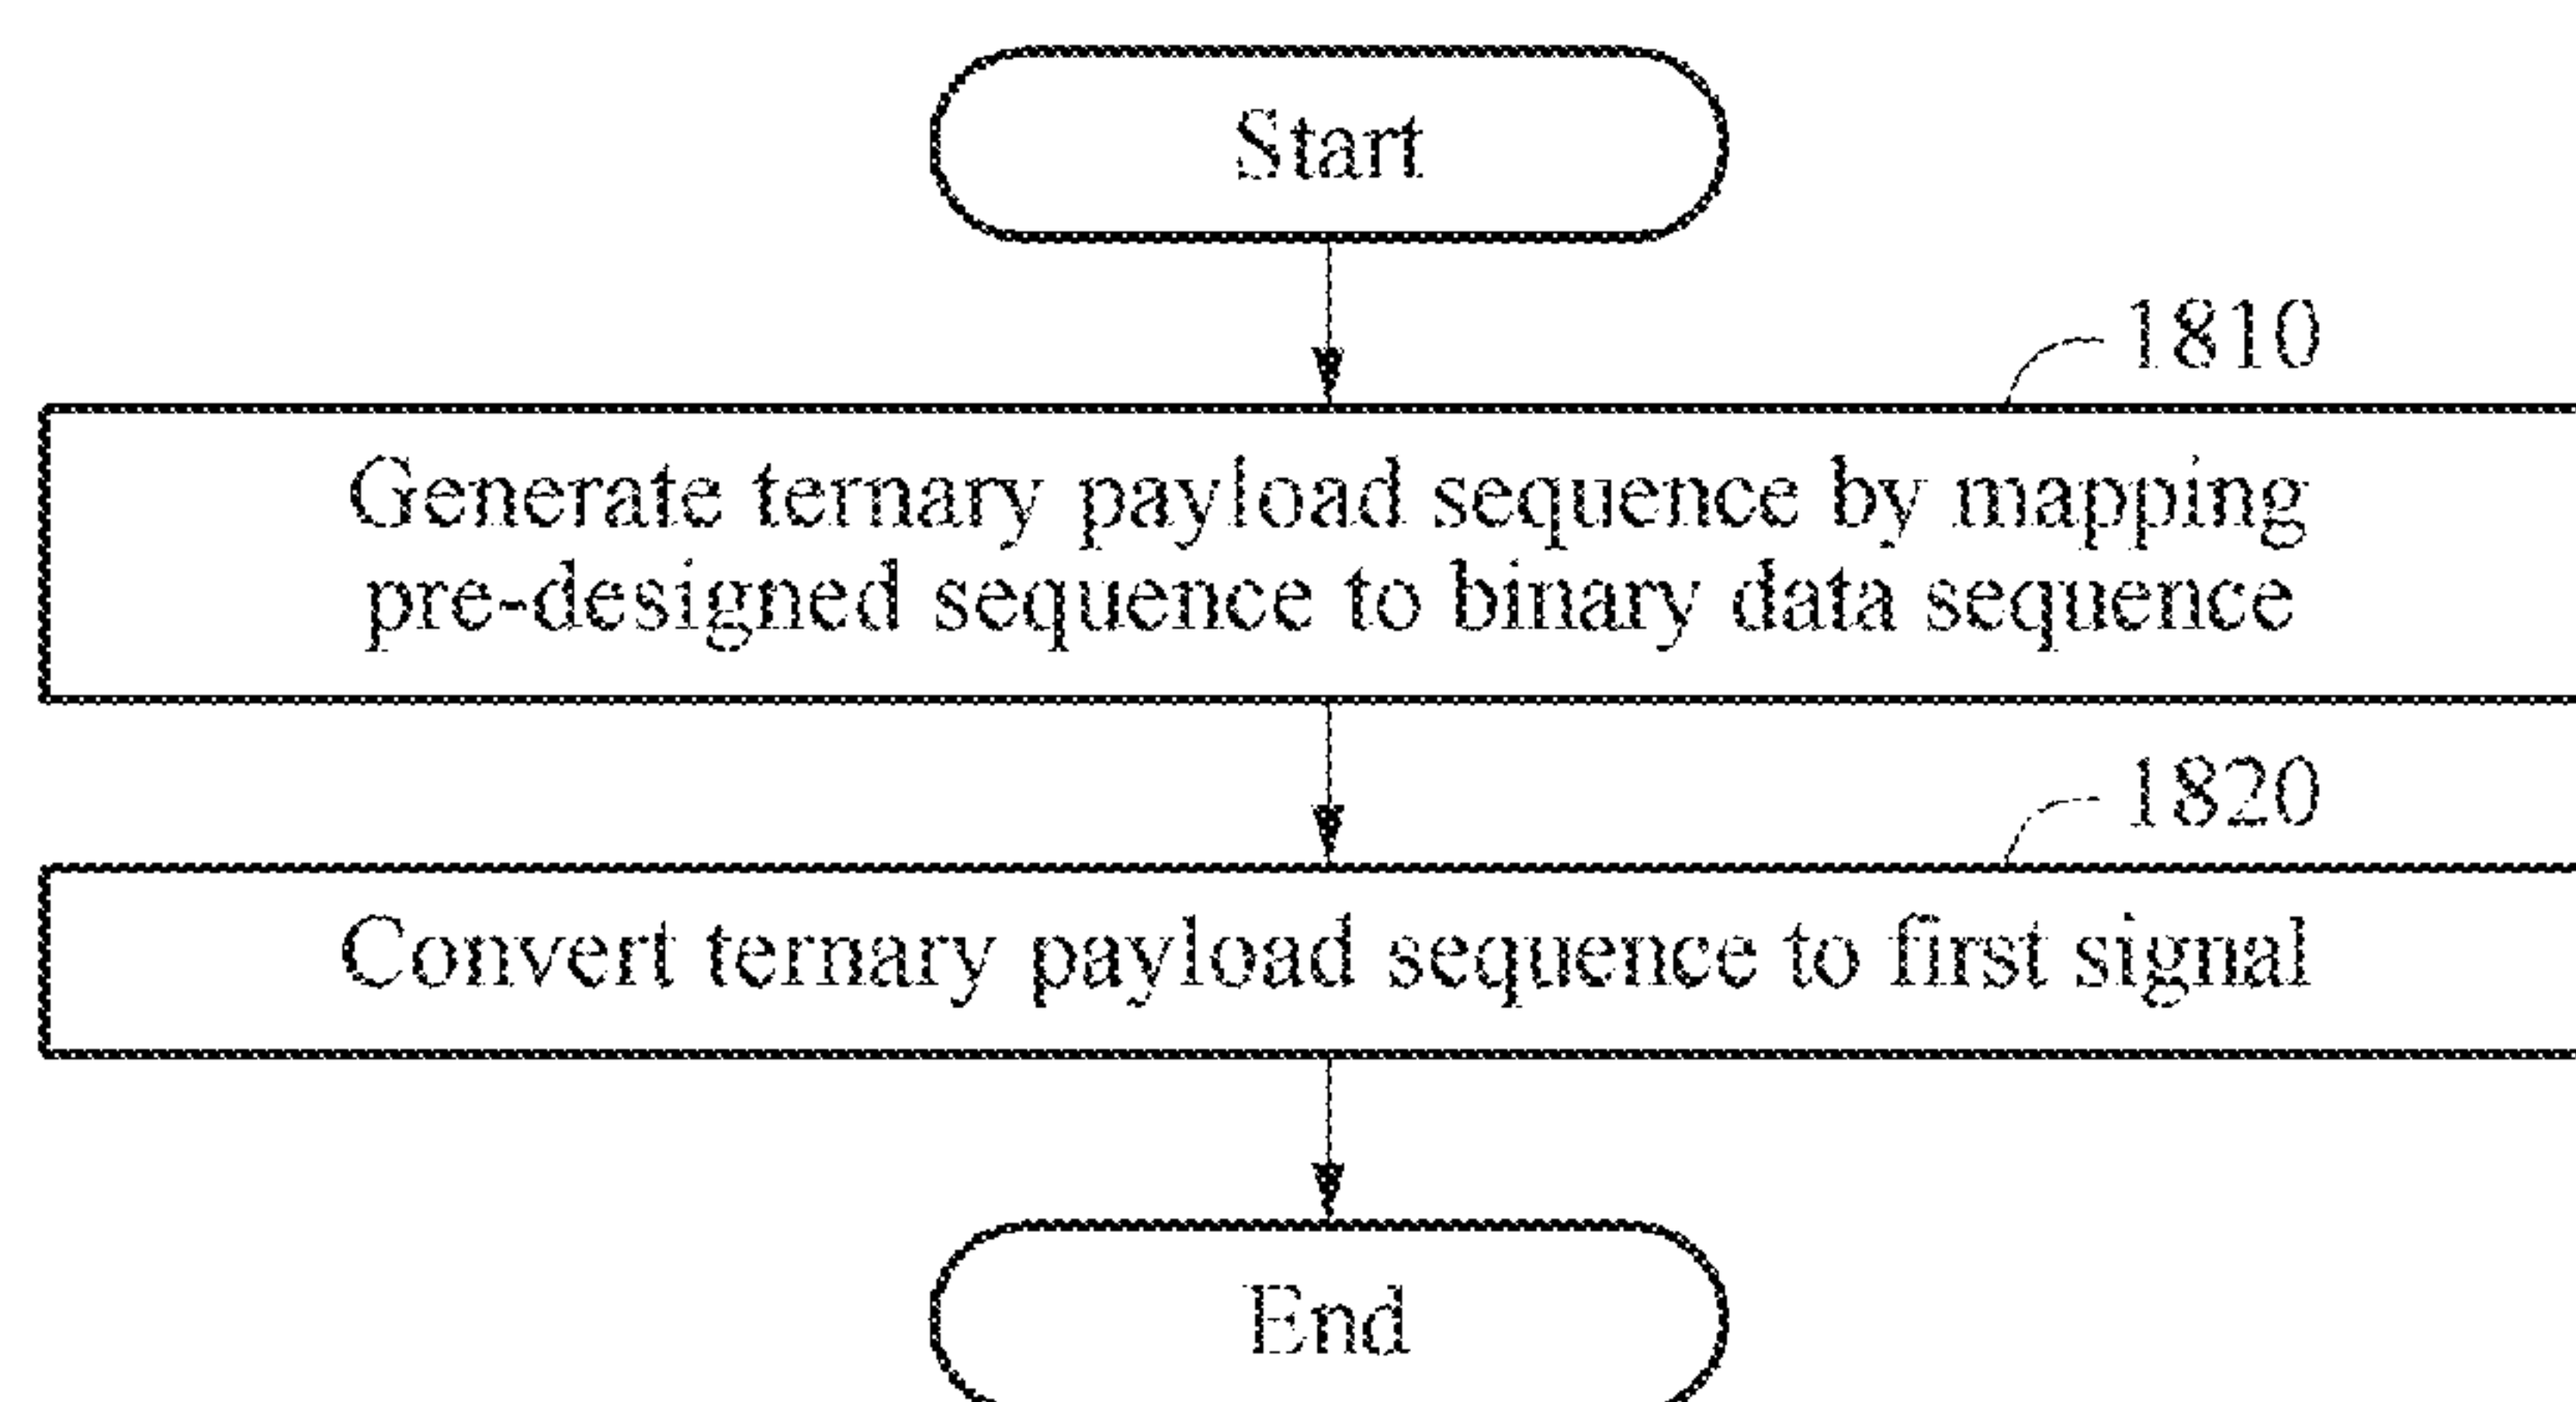 Start
1810
Generate ternary payload sequence by mapping
pre-designed sequence to binary data sequence
1820
Convert ternary payload sequence to first signal
End